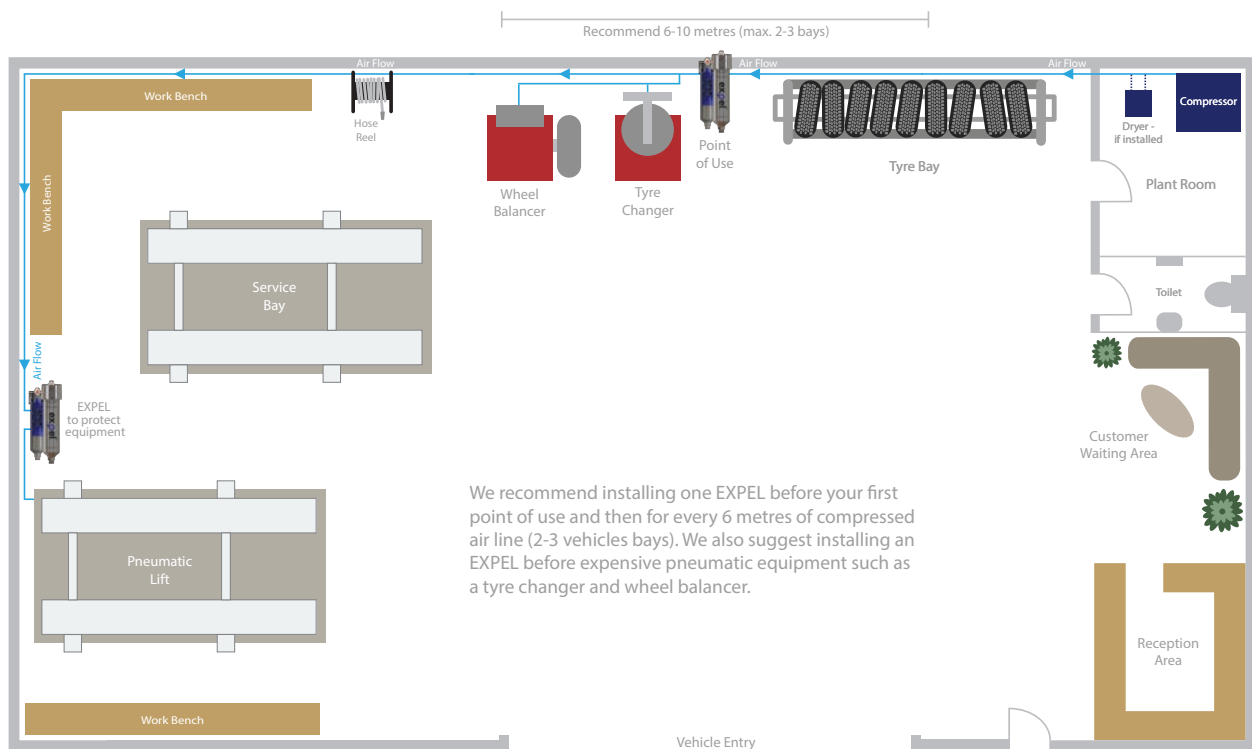 Recommend 6-10 metres (max. 2-3 bays)
Air Flow
Air Flow
Air Flow
Work Bench
Hose
Reel
Compressor
Dryer -
if installed
Point
of Use
Tyre Bay
Plant Room
Wheel
Balancer
Tyre
Changer
Work Bench
Service
Bay
Toilet
Air Flow
expel
expel
EXPEL
to protect
equipment
Customer
Waiting Area
We recommend installing one EXPEL before your first
point of use and then for every 6 metres of compressed
air line (2-3 vehicles bays). We also suggest installing an
EXPEL before expensive pneumatic equipment such as
a tyre changer and wheel balancer.
Pneumatic
Lift
Reception
Area
Work Bench
Vehicle Entry